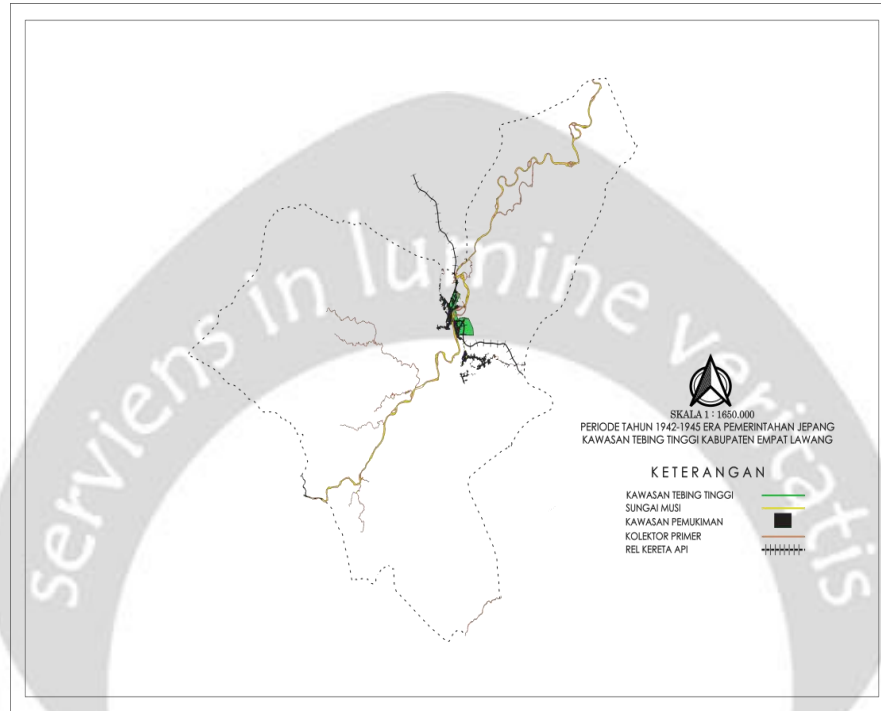 serviens in lumine veritatis
SKALA 1 : 1650.000
PERIODE TAHUN 1942-1945 ERA PEMERINTAHAN JEPANG
KAWASAN TEBING TINGGI KABUPATEN EMPAT LAWANG
KETERANGAN
KAWASAN TEBING TINGGI
SUNGAI MUSI
KAWASAN PEMUKIMAN
KOLEKTOR PRIMER
REL KERETA API